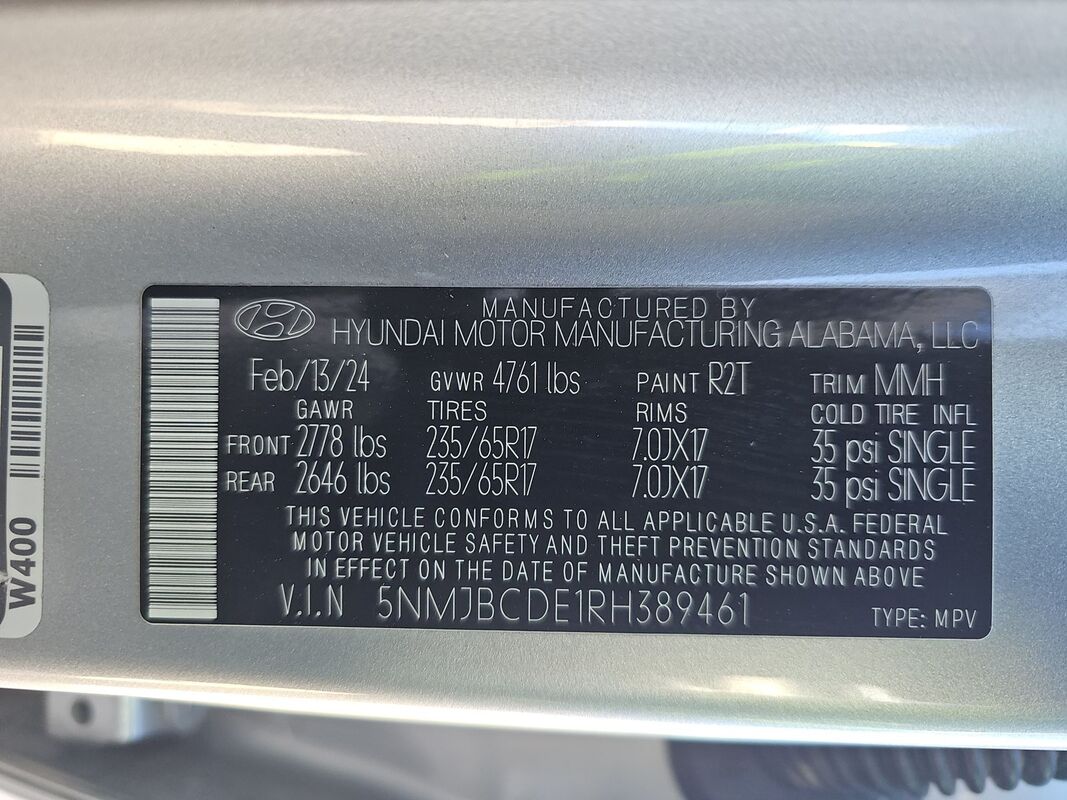 MANUFACTURED BY
HYUNDAI MOTOR MANUFACTURING ALABAMA, LLC
Feb/13/24 GVWR 4761 lbs PAINT R2T TRIM MMH
GAWR TIRES RIMS COLD TIRE INFL
FRONT 2778 lbs 235/65R17 7.0JX17 35 psi SINGLE
REAR 2646 lbs 235/65R17 7.0JX17 35 psi SINGLE
THIS VEHICLE CONFORMS TO ALL APPLICABLE U.S.A. FEDERAL
MOTOR VEHICLE SAFETY AND THEFT PREVENTION STANDARDS
IN EFFECT ON THE DATE OF MANUFACTURE SHOWN ABOVE
V.I.N 5NMJBCDE1RH389461 TYPE: MPV
W400